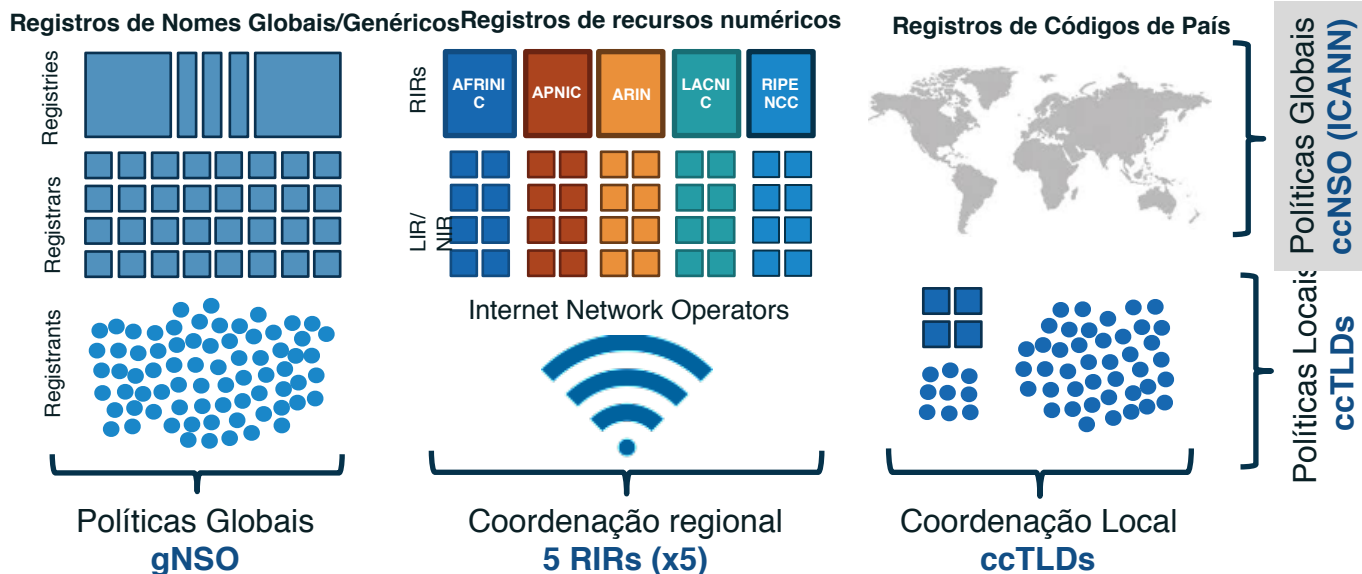 Registros de Nomes Globais/Genéricos
Registries
Registrars
Registrants
Políticas Globais
gNSO
Registros de recursos numéricos
RIRs
AFRINI
C
APNIC
ARIN
LACNI
C
RIPE
NCC
LIR/
NIR
Internet Network Operators
Coordenação regional
5 RIRs (x5)
Registros de Códigos de País
Políticas Globais
ccNSO (ICANN)
Políticas Locais
ccTLDs
Coordenação Local
ccTLDs